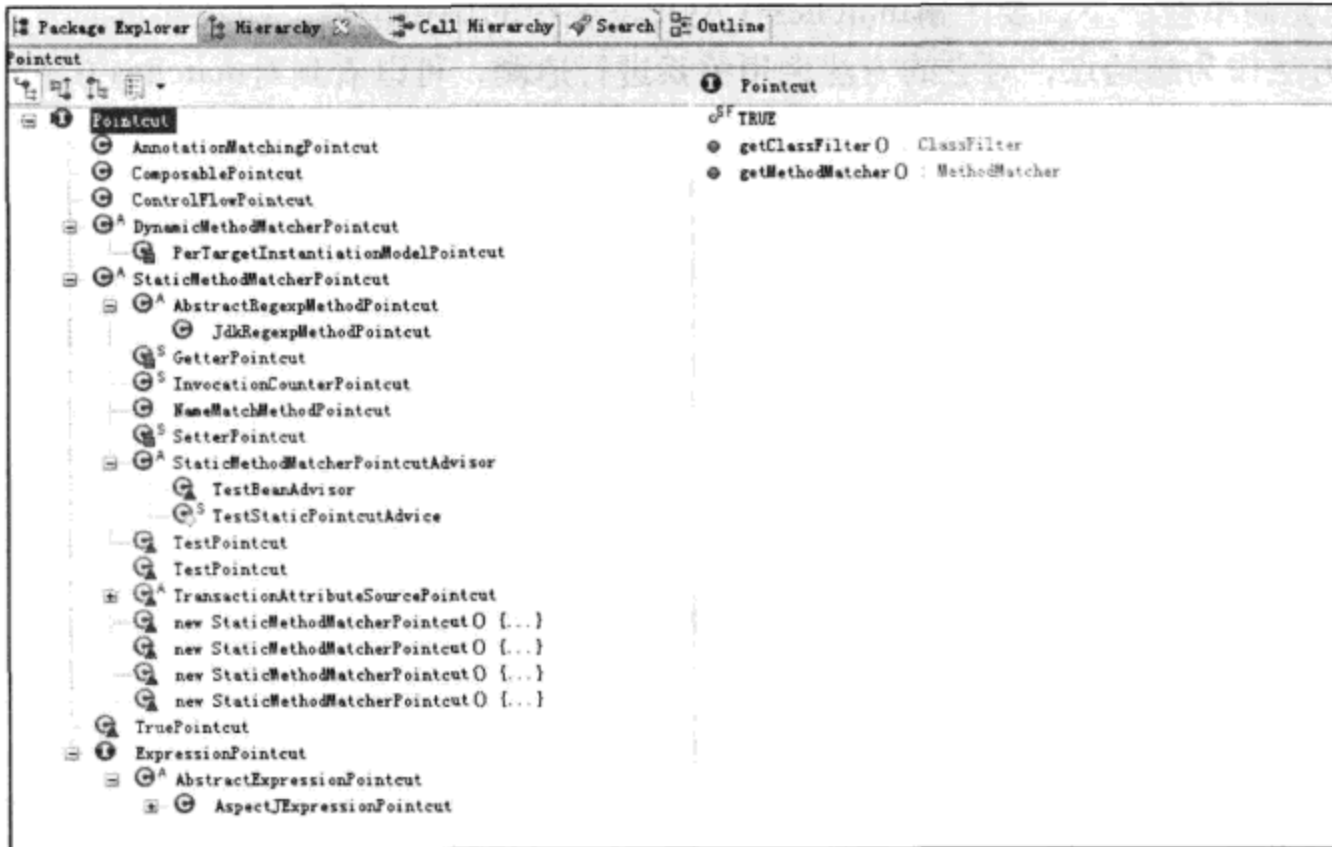 Package Explorer Hierarchy Call Hierarchy Search Outline
Pointcut
Pointcut
AnnotationMatchingPointcut
ComposablePointcut
ControlFlowPointcut
DynamicMethodMatcherPointcut
PerTargetInstantiationModelPointcut
StaticMethodMatcherPointcut
AbstractRegexpMethodPointcut
JdkRegexpMethodPointcut
GetterPointcut
InvocationCounterPointcut
NameMatchMethodPointcut
SetterPointcut
StaticMethodMatcherPointcutAdvisor
TestBeanAdvisor
TestStaticPointcutAdvice
TestPointcut
TestPointcut
TransactionAttributeSourcePointcut
new StaticMethodMatcherPointcut() {...}
new StaticMethodMatcherPointcut() {...}
new StaticMethodMatcherPointcut() {...}
new StaticMethodMatcherPointcut() {...}
TruePointcut
ExpressionPointcut
AbstractExpressionPointcut
AspectJExpressionPointcut
Pointcut
TRUE
getClassFilter() : ClassFilter
getMethodMatcher() : MethodMatcher